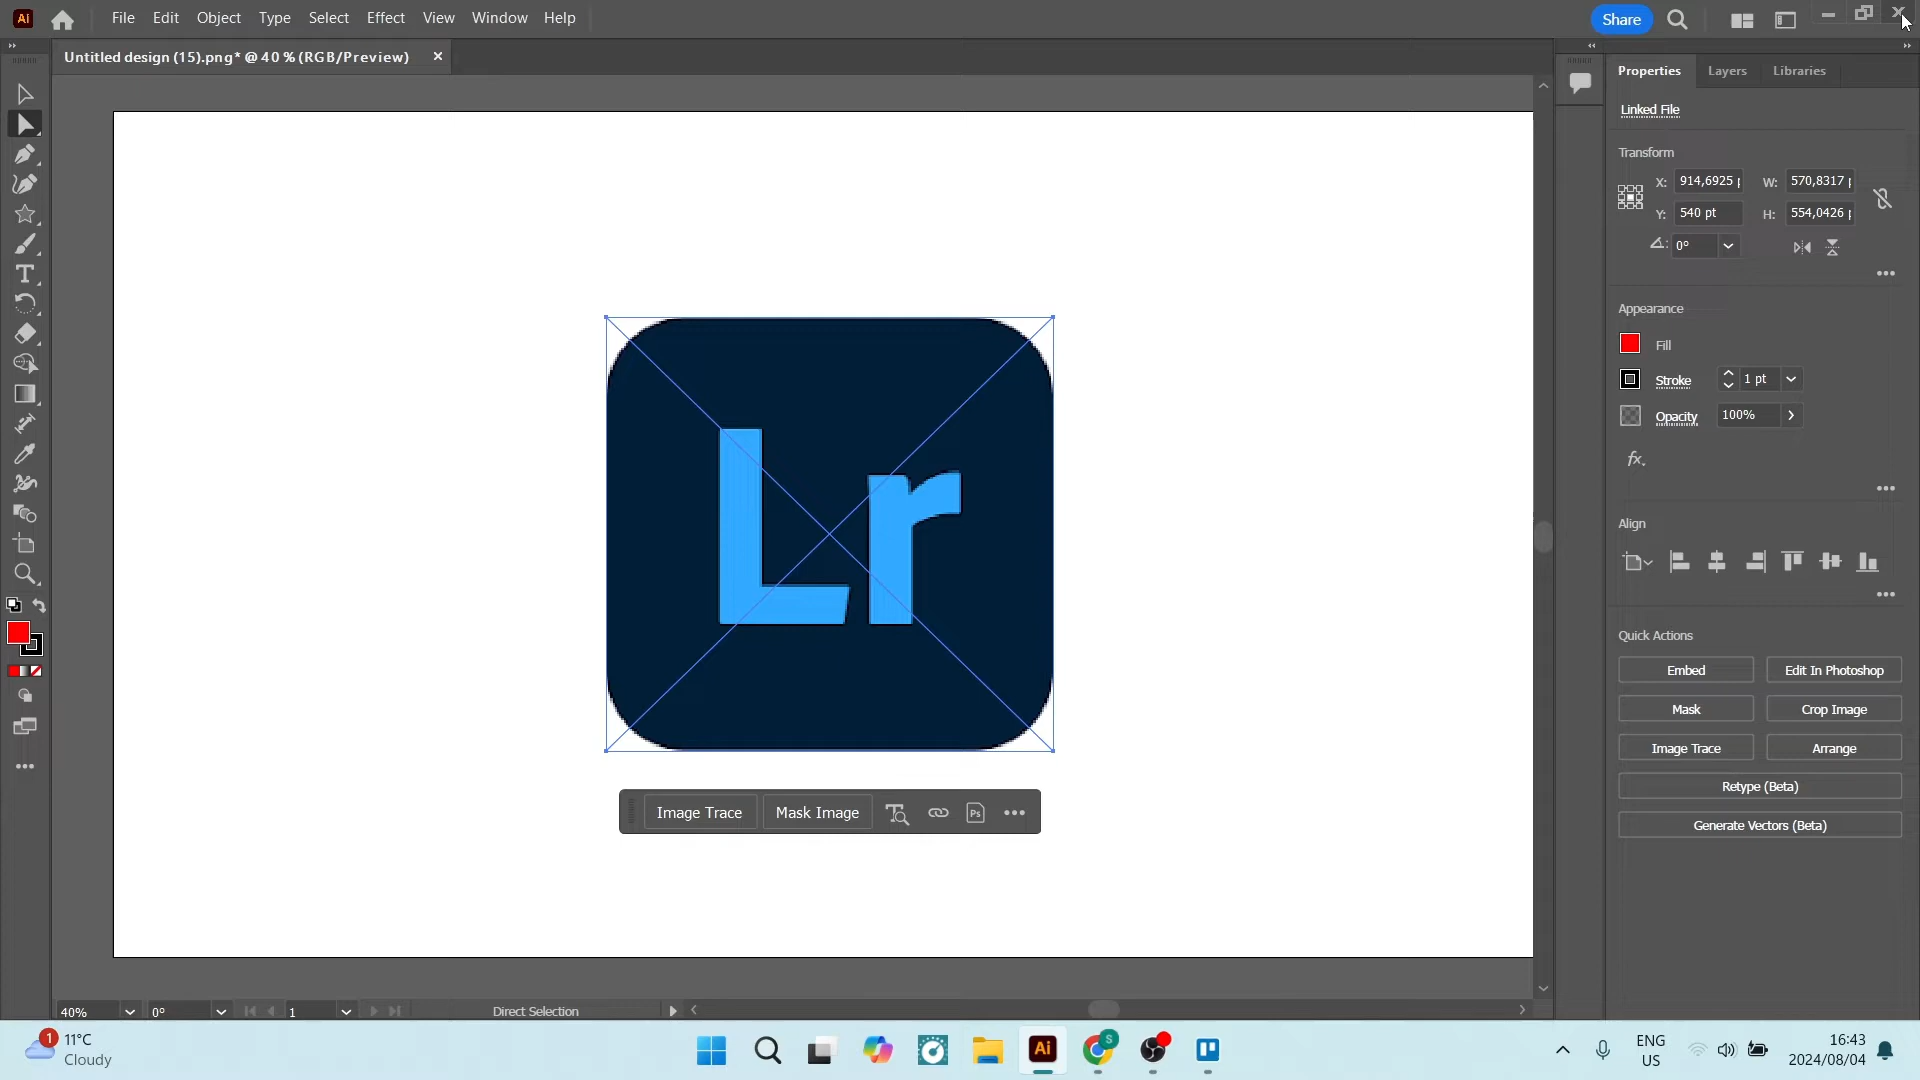 Ai File Edit Object Type Select Effect View Window Help Share
Untitled design (15).png* @ 40 % (RGB/Preview)
Properties Layers Libraries
Linked File
Transform
X: 914,6925 W: 570,8317
Y: 540 pt H: 554,0426
0°
Appearance
Fill
Stroke 1 pt
Opacity 100%
fx.
Align
Quick Actions
Embed Edit In Photoshop
Mask Crop Image
Image Trace Arrange
Retype (Beta)
Generate Vectors (Beta)
Lr
Image Trace Mask Image Ps
40% 0° 1 Direct Selection
1 11°C
Cloudy
Ai S
ENG
US
16:43
2024/08/04